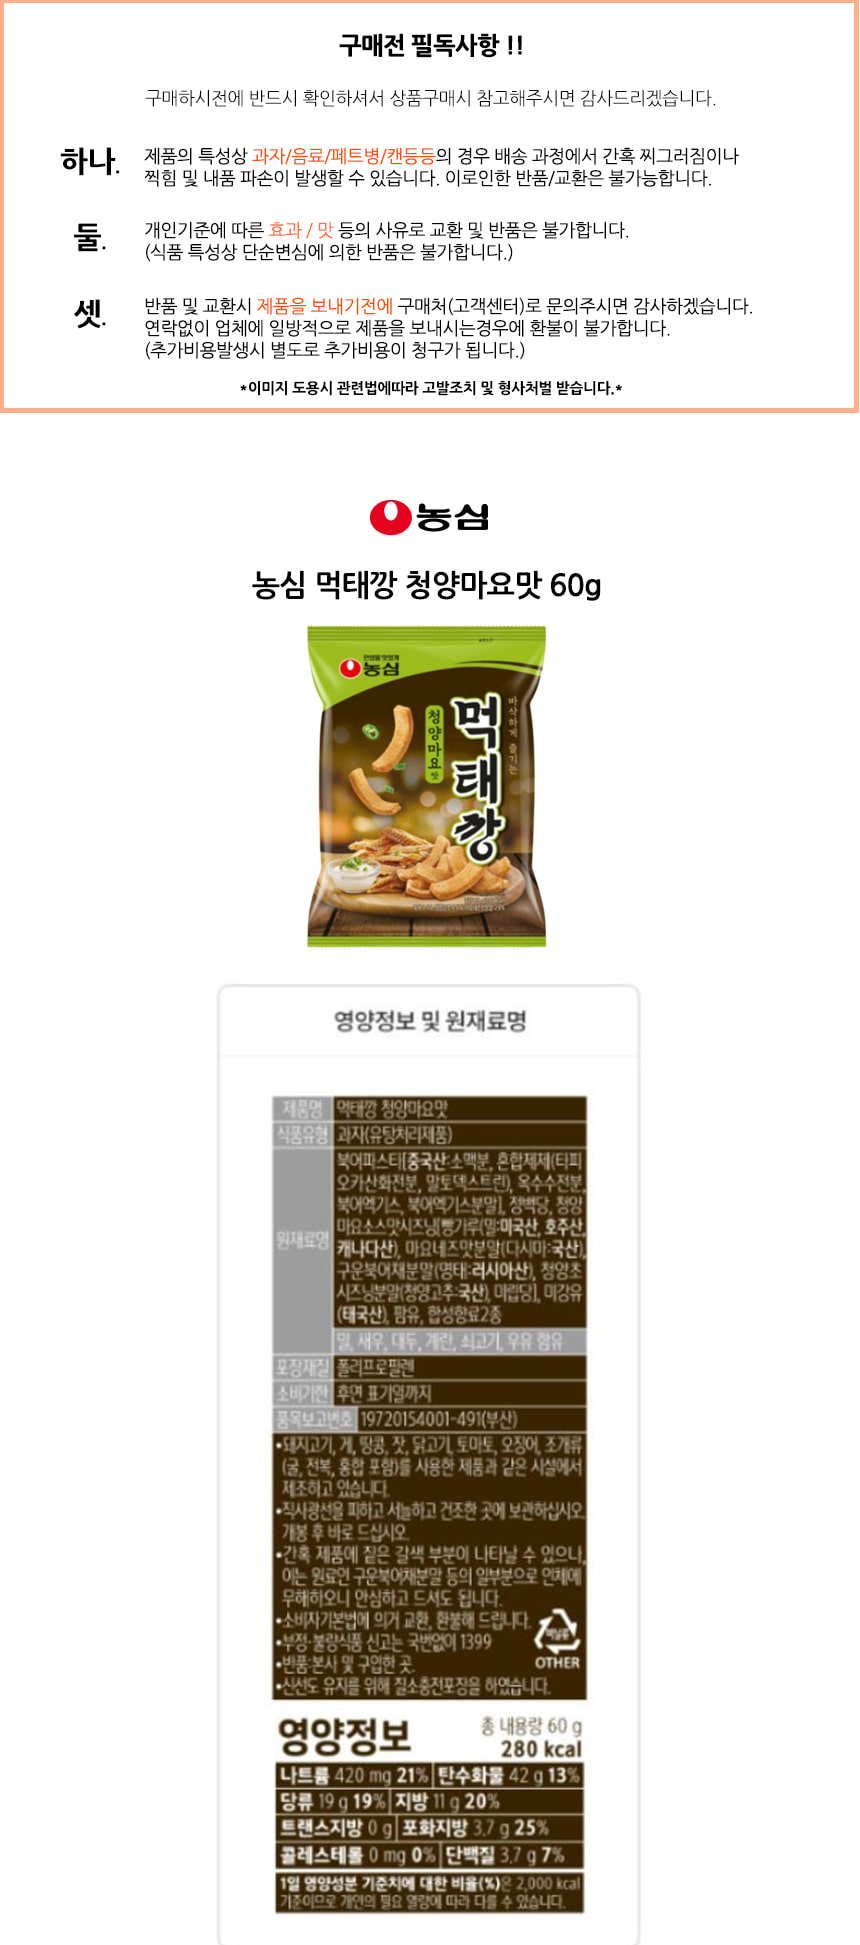 구매전 필독사항 !!
구매하시전에 반드시 확인하셔서 상품구매시 참고해주시면 감사드리겠습니다.
하나. 제품의 특성상 과자/음료/페트병/캔등등의 경우 배송 과정에서 간혹 찌그러짐이나
찍힘 및 내품 파손이 발생할 수 있습니다. 이로인한 반품/교환은 불가능합니다.
둘. 개인기준에 따른 효과 / 맛 등의 사유로 교환 및 반품은 불가합니다.
(식품 특성상 단순변심에 의한 반품은 불가합니다.)
셋. 반품 및 교환시 제품을 보내기전에 구매처(고객센터)로 문의주시면 감사하겠습니다.
연락없이 업체에 일방적으로 제품을 보내시는경우에 환불이 불가합니다.
(추가비용발생시 별도로 추가비용이 청구가 됩니다.)
*이미지 도용시 관련법에따라 고발조치 및 형사처벌 받습니다.*
농심
농심 먹태깡 청양마요맛 60g
인생을 맛있게
농심
바삭하게 즐기는
먹태깡
청양마요맛
영양정보 및 원재료명
제품명 먹태깡 청양마요맛
식품유형 과자(유탕처리제품)
원재료명 북어파스타[중국산:소맥분, 혼합제제(타피
오카산화전분, 말토덱스트린), 옥수수전분,
북어엑기스, 북어엑기스분말], 정백당, 청양
마요소스맛시즈닝[빵가루(밀:미국산, 호주산,
캐나다산), 마요네즈맛분말(다시마:국산),
구운북어채분말(명태:러시아산), 청양초
시즈닝분말(청양고추:국산), 미립당], 미강유
(태국산), 팜유, 합성향료2종
밀, 새우, 대두, 계란, 쇠고기, 우유 함유
포장재질 폴리프로필렌
소비기한 후면 표기일까지
품목보고번호 19720154001-491(부산)
•돼지고기, 게, 땅콩, 잣, 닭고기, 토마토, 오징어, 조개류
(굴, 전복, 홍합 포함)를 사용한 제품과 같은 시설에서
제조하고 있습니다.
•직사광선을 피하고 서늘하고 건조한 곳에 보관하십시오.
개봉 후 바로 드십시오.
•간혹 제품에 짙은 갈색 부분이 나타날 수 있으나,
이는 원료인 구운북어채분말 등의 일부분으로 인체에
무해하오니 안심하고 드셔도 됩니다.
•소비자기본법에 의거 교환, 환불해 드립니다.
•부정·불량식품 신고는 국번없이 1399
•반품:본사 및 구입한 곳.
•신선도 유지를 위해 질소충전포장을 하였습니다.
비닐류
OTHER
영양정보 총 내용량 60 g
280 kcal
나트륨 420 mg 21% 탄수화물 42 g 13%
당류 19 g 19% 지방 11 g 20%
트랜스지방 0 g 포화지방 3.7 g 25%
콜레스테롤 0 mg 0% 단백질 3.7 g 7%
1일 영양성분 기준치에 대한 비율(%)은 2,000 kcal
기준이므로 개인의 필요 열량에 따라 다를 수 있습니다.